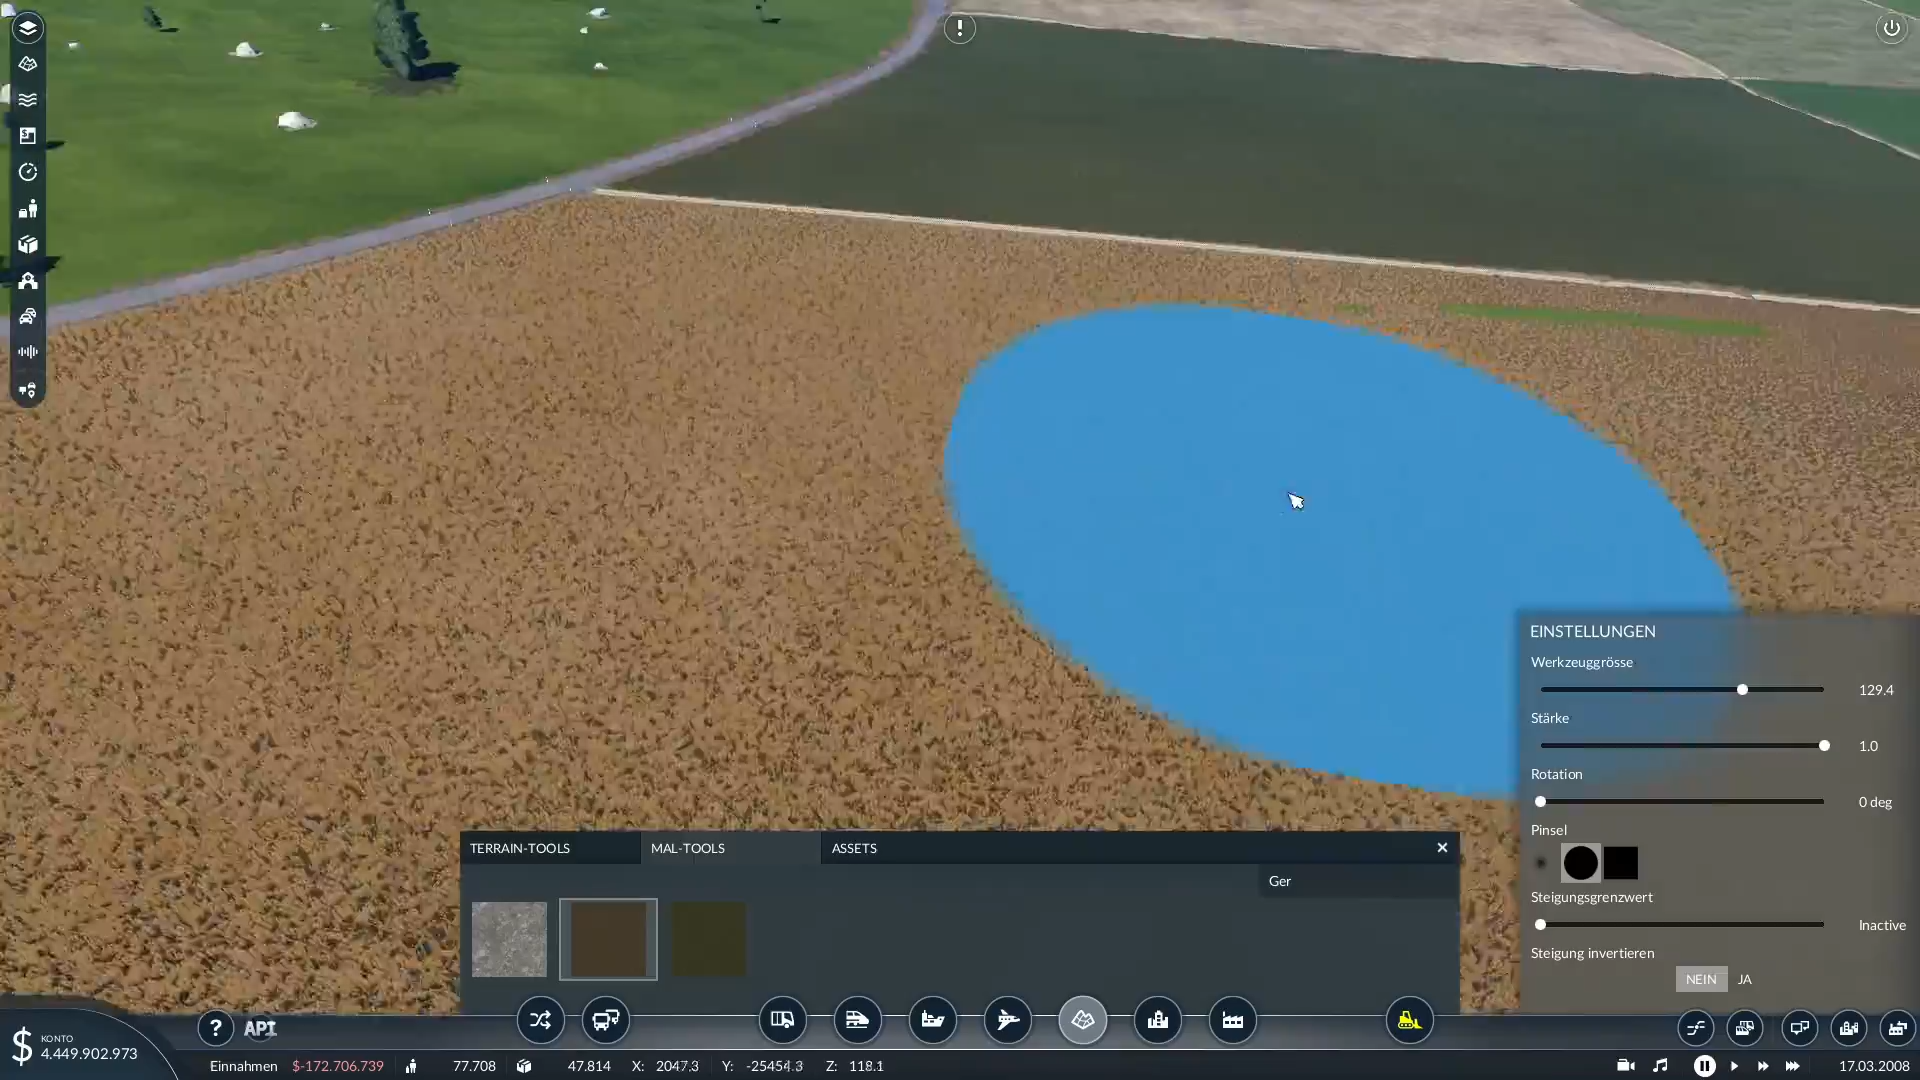 EINSTELLUNGEN
Werkzeuggrösse
129.4
Stärke
1.0
Rotation
0 deg
Pinsel
Steigungsgrenzwert
Inactive
Steigung invertieren
NEIN JA
TERRAIN-TOOLS MAL-TOOLS ASSETS
Ger
? API
$ KONTO
4.449.902.973
Einnahmen $-172.706.739 77.708 47.814 X: 2047.3 Y: -25454.3 Z: 118.1 17.03.2008